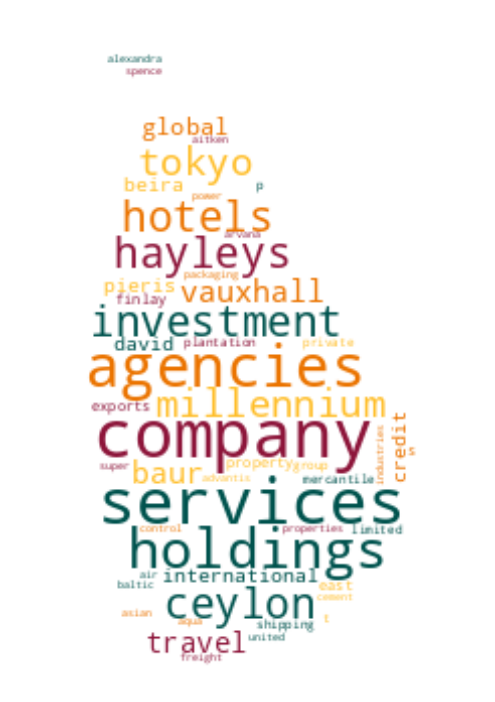 alexandra
spence
global
aitken
tokyo
beira
p
power
hotels
arvana
hayleys
packaging
pieris
vauxhall
finlay
investment
david
plantation
private
agencies
exports
millennium
credit
company
industries
s
super
baur
property
group
advantis
mercantile
services
control
properties
limited
holdings
air
international
baltic
east
cement
asian
ceylon
aqua
shipping
t
travel
united
freight